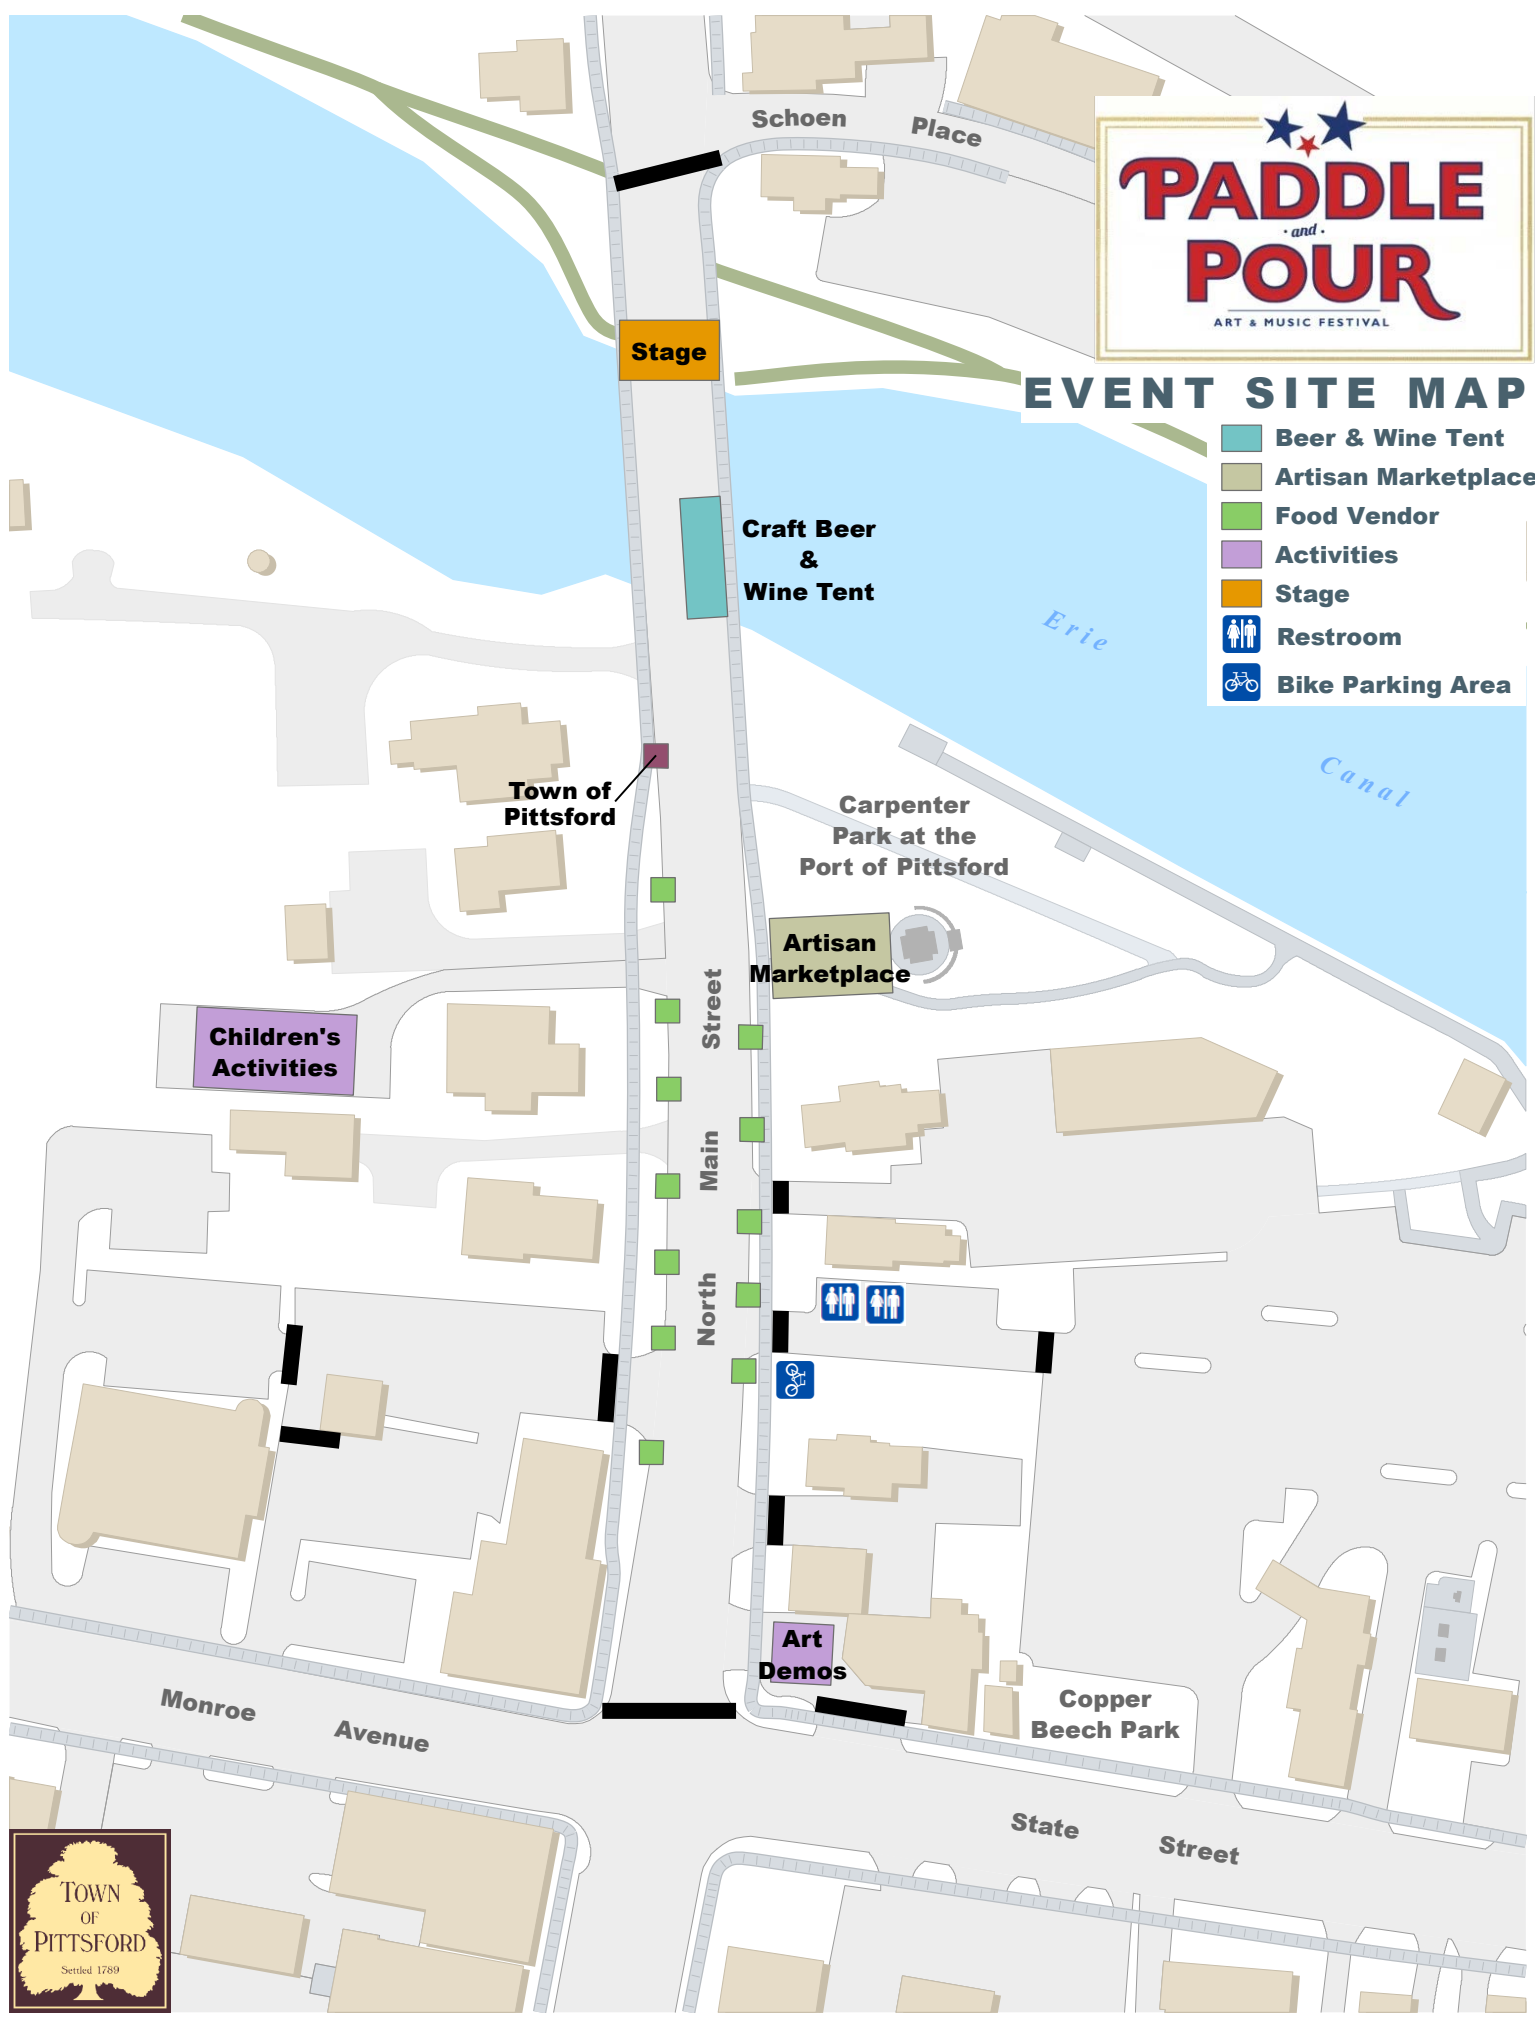 Schoen Place
PADDLE
· and ·
POUR
ART & MUSIC FESTIVAL
EVENT SITE MAP
Beer & Wine Tent
Artisan Marketplace
Food Vendor
Activities
Stage
Restroom
Bike Parking Area
Stage
Craft Beer
&
Wine Tent
Erie
Canal
Town of
Pittsford
Carpenter
Park at the
Port of Pittsford
Artisan
Marketplace
Children's
Activities
North Main Street
Art
Demos
Copper
Beech Park
Monroe Avenue
State Street
TOWN
OF
PITTSFORD
Settled 1789